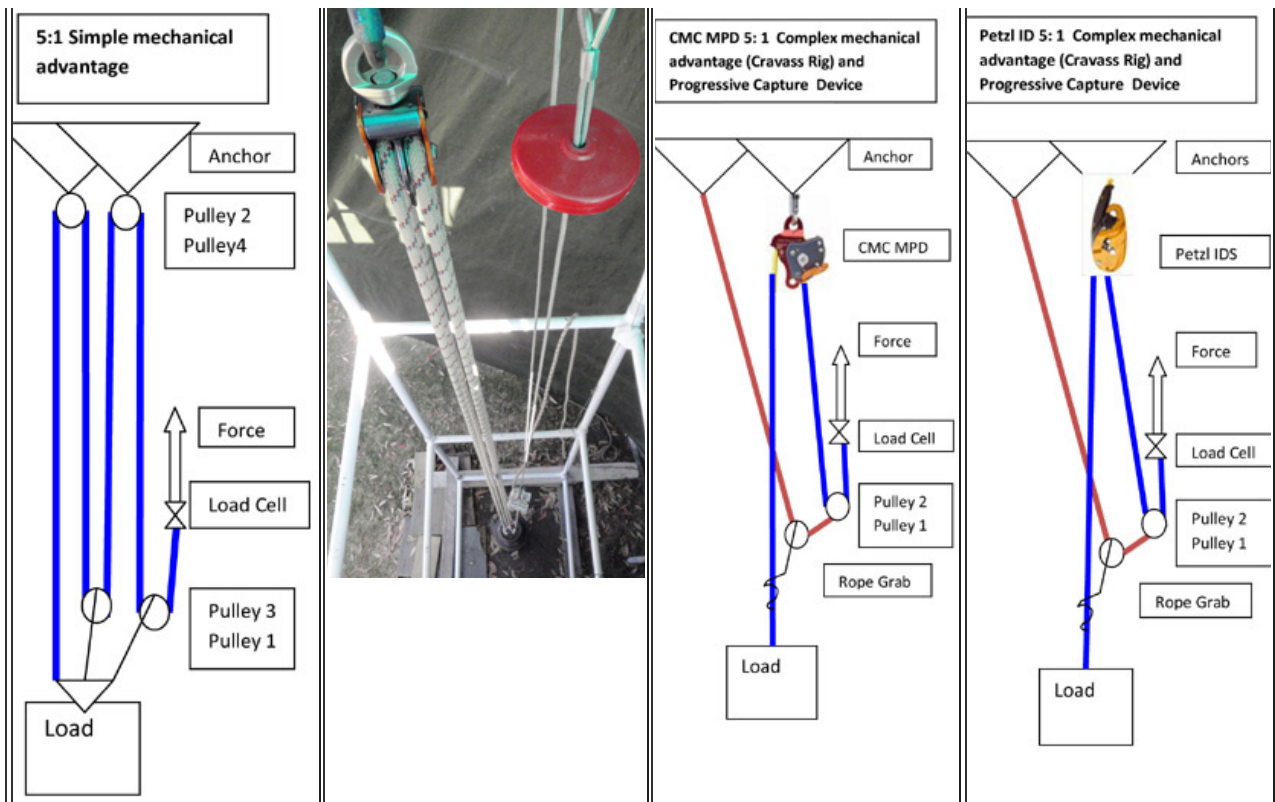 5:1 Simple mechanical
advantage
Anchor
Pulley 2
Pulley4
Force
Load Cell
Pulley 3
Pulley 1
Load
CMC MPD 5: 1 Complex mechanical
advantage (Cravass Rig) and
Progressive Capture Device
Anchor
CMC MPD
Force
Load Cell
Pulley 2
Pulley 1
Rope Grab
Load
Petzl ID 5: 1 Complex mechanical
advantage (Cravass Rig) and
Progressive Capture Device
Anchors
Petzl IDS
Force
Load Cell
Pulley 2
Pulley 1
Rope Grab
Load